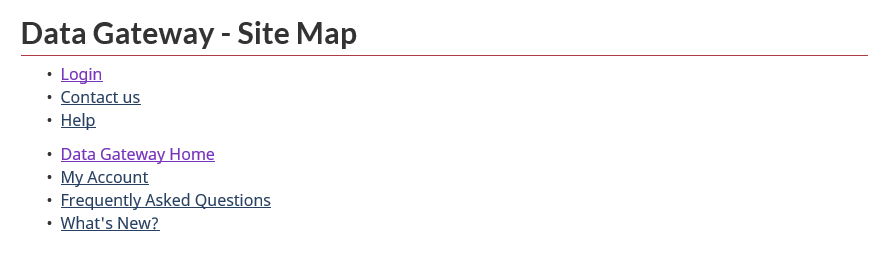 Data Gateway - Site Map
• Login
• Contact us
• Help
• Data Gateway Home
• My Account
• Frequently Asked Questions
• What's New?